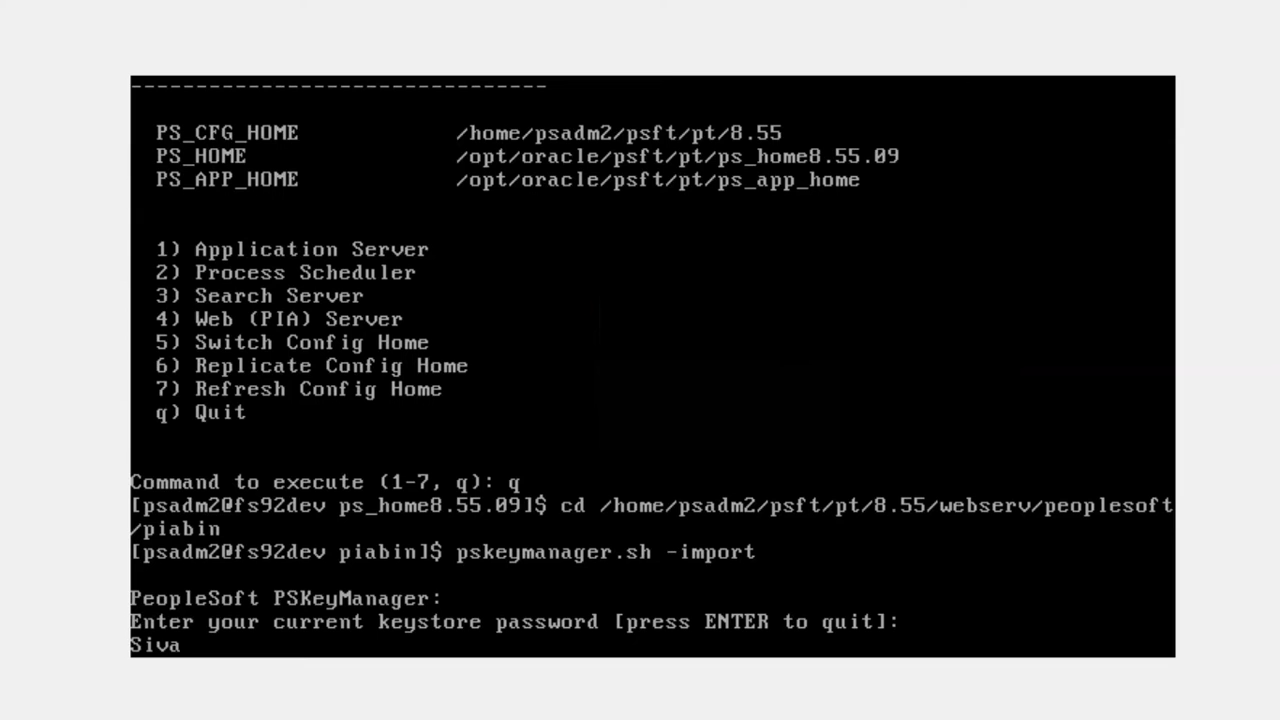 --------------------------------
PS_CFG_HOME /home/psadm2/psft/pt/8.55
PS_HOME /opt/oracle/psft/pt/ps_home8.55.09
PS_APP_HOME /opt/oracle/psft/pt/ps_app_home
1) Application Server
2) Process Scheduler
3) Search Server
4) Web (PIA) Server
5) Switch Config Home
6) Replicate Config Home
7) Refresh Config Home
q) Quit
Command to execute (1-7, q): q
[psadm2@fs92dev ps_home8.55.09]$ cd /home/psadm2/psft/pt/8.55/webserv/peoplesoft
/piabin
[psadm2@fs92dev piabin]$ pskeymanager.sh -import
PeopleSoft PSKeyManager:
Enter your current keystore password [press ENTER to quit]:
Siva